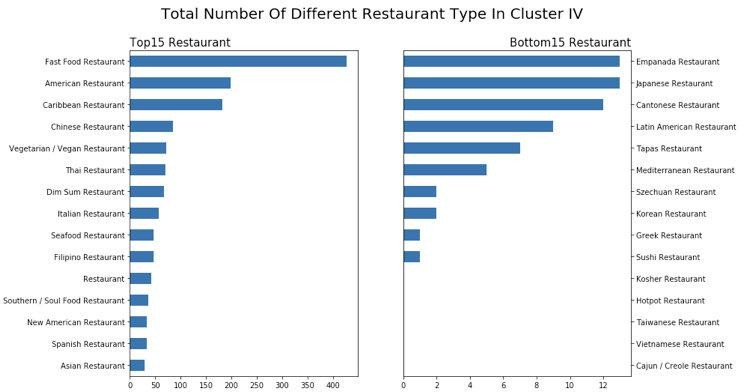 Total Number Of Different Restaurant Type In Cluster IV
Top15 Restaurant
Fast Food Restaurant
American Restaurant
Caribbean Restaurant
Chinese Restaurant
Vegetarian / Vegan Restaurant
Thai Restaurant
Dim Sum Restaurant
Italian Restaurant
Seafood Restaurant
Filipino Restaurant
Restaurant
Southern / Soul Food Restaurant
New American Restaurant
Spanish Restaurant
Asian Restaurant
0 50 100 150 200 250 300 350 400
Bottom15 Restaurant
Empanada Restaurant
Japanese Restaurant
Cantonese Restaurant
Latin American Restaurant
Tapas Restaurant
Mediterranean Restaurant
Szechuan Restaurant
Korean Restaurant
Greek Restaurant
Sushi Restaurant
Kosher Restaurant
Hotpot Restaurant
Taiwanese Restaurant
Vietnamese Restaurant
Cajun / Creole Restaurant
0 2 4 6 8 10 12